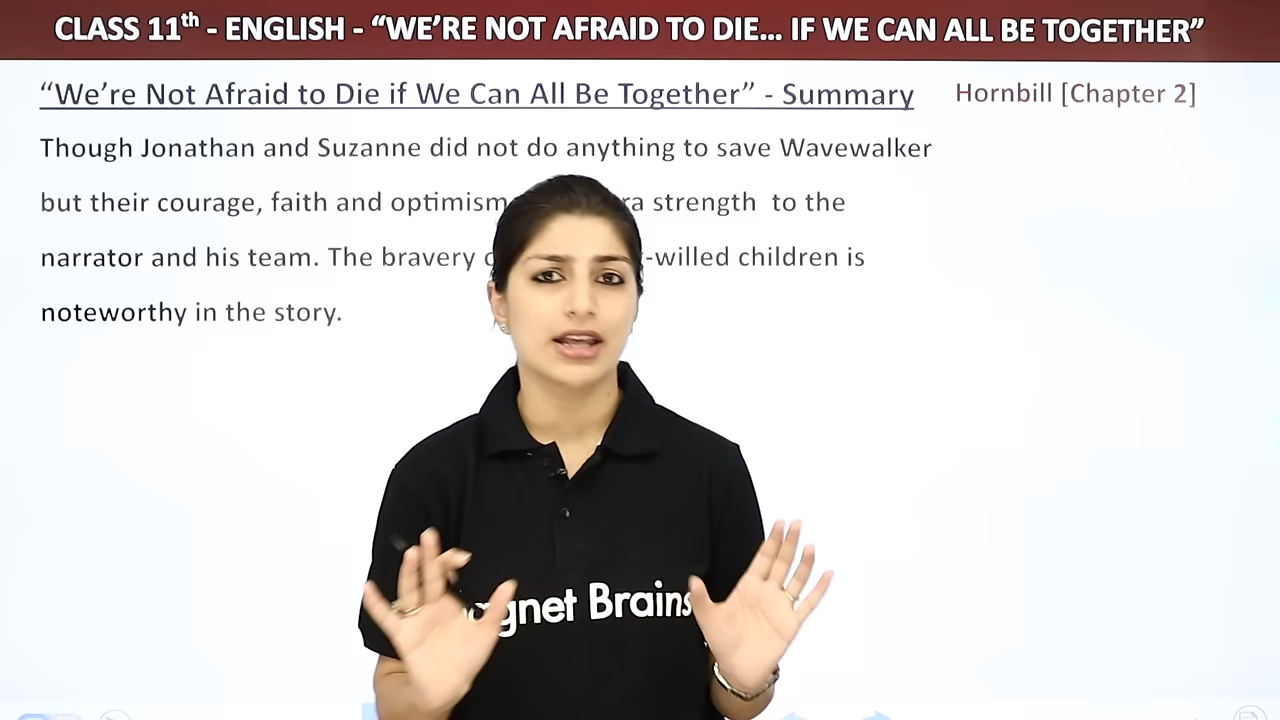 CLASS 11th - ENGLISH - “WE’RE NOT AFRAID TO DIE... IF WE CAN ALL BE TOGETHER”
“We’re Not Afraid to Die if We Can All Be Together” - Summary Hornbill [Chapter 2]
Though Jonathan and Suzanne did not do anything to save Wavewalker
but their courage, faith and optimism strength to the
narrator and his team. The bravery -willed children is
noteworthy in the story.
Brains